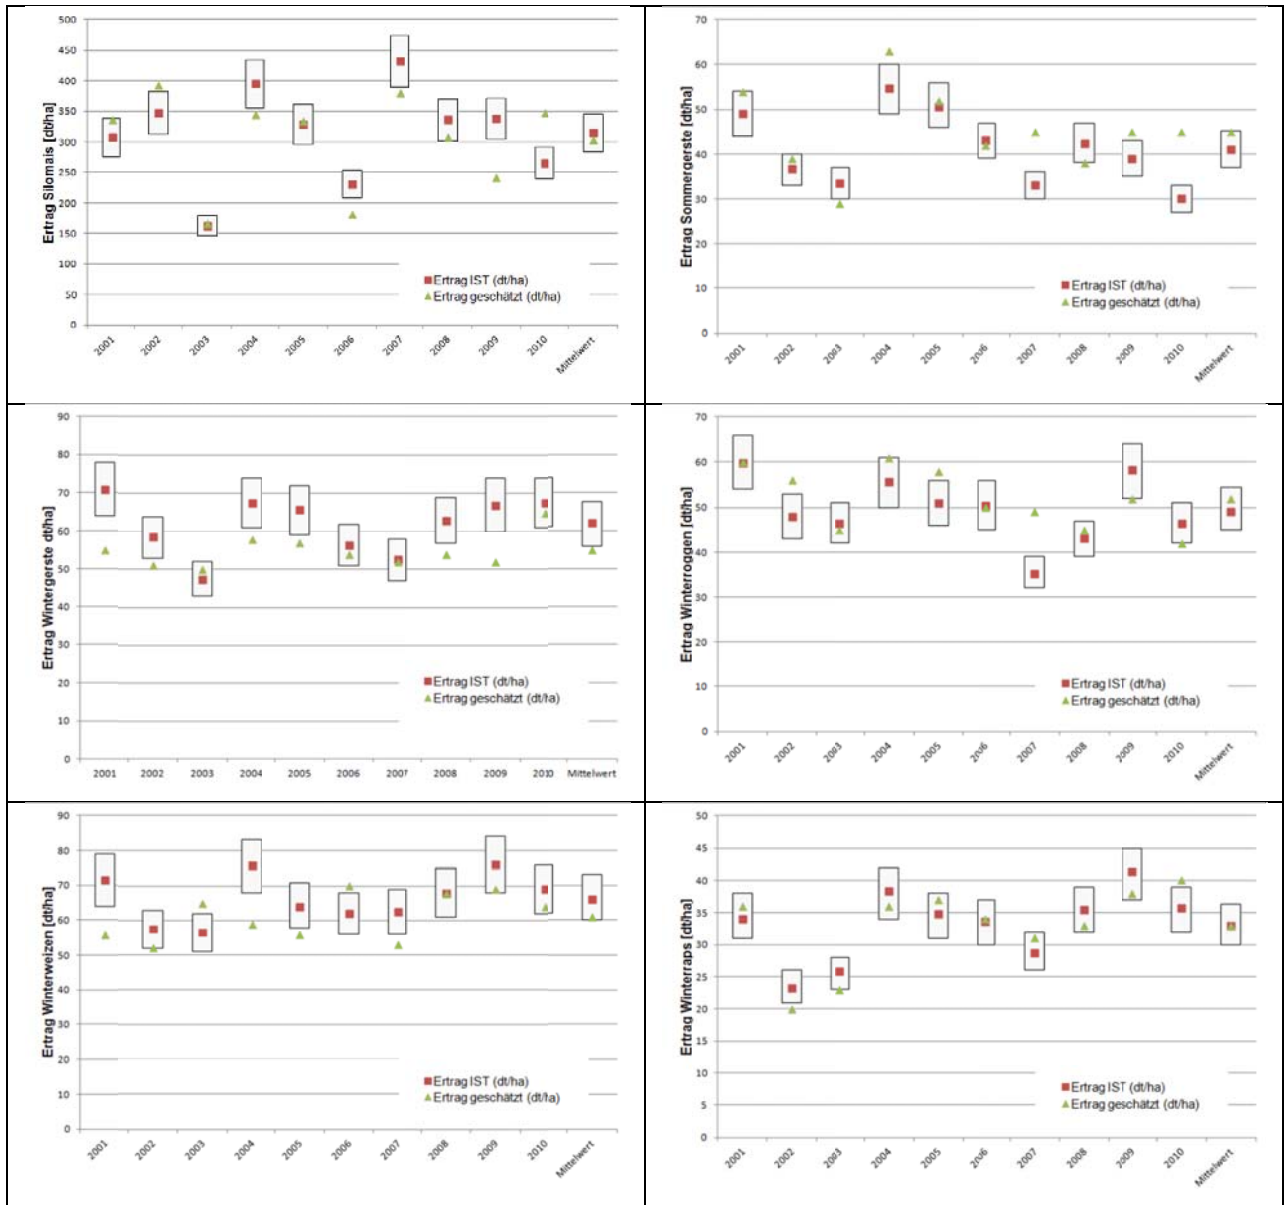 Ertrag Silomais [dt/ha]
500
450
400
350
300
250
200
150
100
50
0
Ertrag IST (dt/ha)
Ertrag geschätzt (dt/ha)
2001 2002 2003 2004 2005 2006 2007 2008 2009 2010 Mittelwert
Ertrag Sommergerste [dt/ha]
70
60
50
40
30
20
10
0
Ertrag IST (dt/ha)
Ertrag geschätzt (dt/ha)
2001 2002 2003 2004 2005 2006 2007 2008 2009 2010 Mittelwert
Ertrag Wintergerste dt/ha]
90
80
70
60
50
40
30
20
10
0
Ertrag IST (dt/ha)
Ertrag geschätzt (dt/ha)
2001 2002 2003 2004 2005 2006 2007 2008 2009 2010 Mittelwert
Ertrag Winterroggen [dt/ha]
70
60
50
40
30
20
10
0
Ertrag IST (dt/ha)
Ertrag geschätzt (dt/ha)
2001 2002 2003 2004 2005 2006 2007 2008 2009 2010 Mittelwert
Ertrag Winterweizen [dt/ha]
90
80
70
60
50
40
30
20
10
0
Ertrag IST (dt/ha)
Ertrag geschätzt (dt/ha)
2001 2002 2003 2004 2005 2006 2007 2008 2009 2010 Mittelwert
Ertrag Winterraps [dt/ha]
50
45
40
35
30
25
20
15
10
5
0
Ertrag IST (dt/ha)
Ertrag geschätzt (dt/ha)
2001 2002 2003 2004 2005 2006 2007 2008 2009 2010 Mittelwert